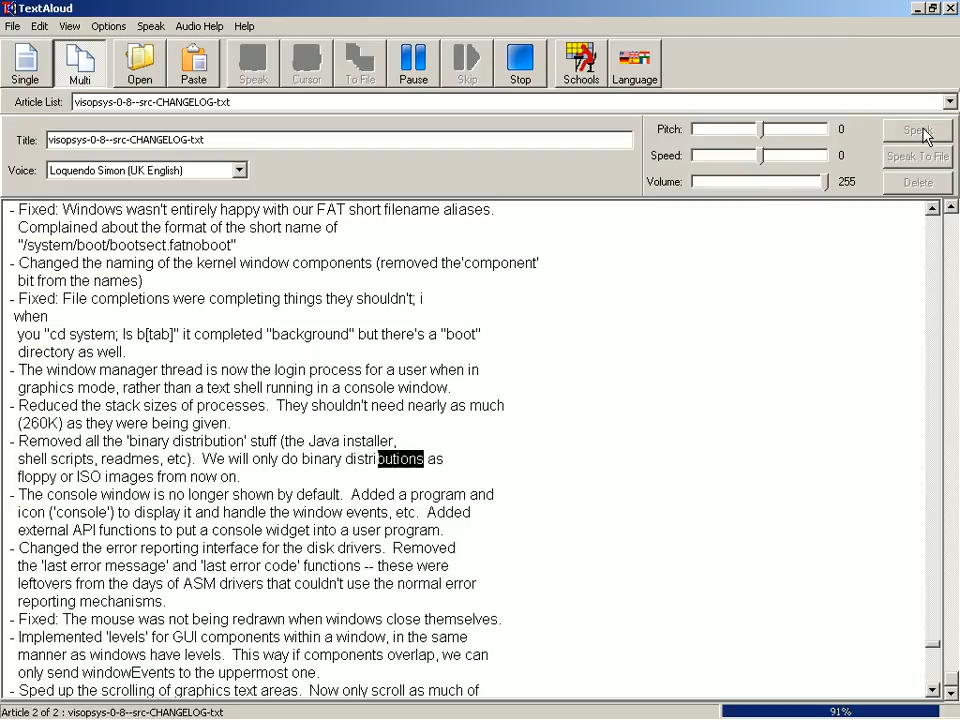 TextAloud
File Edit View Options Speak Audio Help Help
Single Multi Open Paste Speak Cursor To File Pause Skip Stop Schools Language
Article List: visopsys-0-8--src-CHANGELOG-txt
Title: visopsys-0-8--src-CHANGELOG-txt
Voice: Loquendo Simon (UK English)
Pitch: 0 Speak
Speed: 0 Speak To File
Volume: 255 Delete
- Fixed: Windows wasn't entirely happy with our FAT short filename aliases.
Complained about the format of the short name of
"/system/boot/bootsect.fatnoboot"
- Changed the naming of the kernel window components (removed the'component'
bit from the names)
- Fixed: File completions were completing things they shouldn't; i
when
you "cd system; ls b[tab]" it completed "background" but there's a "boot"
directory as well.
- The window manager thread is now the login process for a user when in
graphics mode, rather than a text shell running in a console window.
- Reduced the stack sizes of processes.  They shouldn't need nearly as much
(260K) as they were being given.
- Removed all the 'binary distribution' stuff (the Java installer,
shell scripts, readmes, etc).  We will only do binary distributions as
floppy or ISO images from now on.
- The console window is no longer shown by default.  Added a program and
icon ('console') to display it and handle the window events, etc.  Added
external API functions to put a console widget into a user program.
- Changed the error reporting interface for the disk drivers.  Removed
the 'last error message' and 'last error code' functions -- these were
leftovers from the days of ASM drivers that couldn't use the normal error
reporting mechanisms.
- Fixed: The mouse was not being redrawn when windows close themselves.
- Implemented 'levels' for GUI components within a window, in the same
manner as windows have levels.  This way if components overlap, we can
only send windowEvents to the uppermost one.
- Sped up the scrolling of graphics text areas.  Now only scroll as much of
Article 2 of 2 : visopsys-0-8--src-CHANGELOG-txt 91%